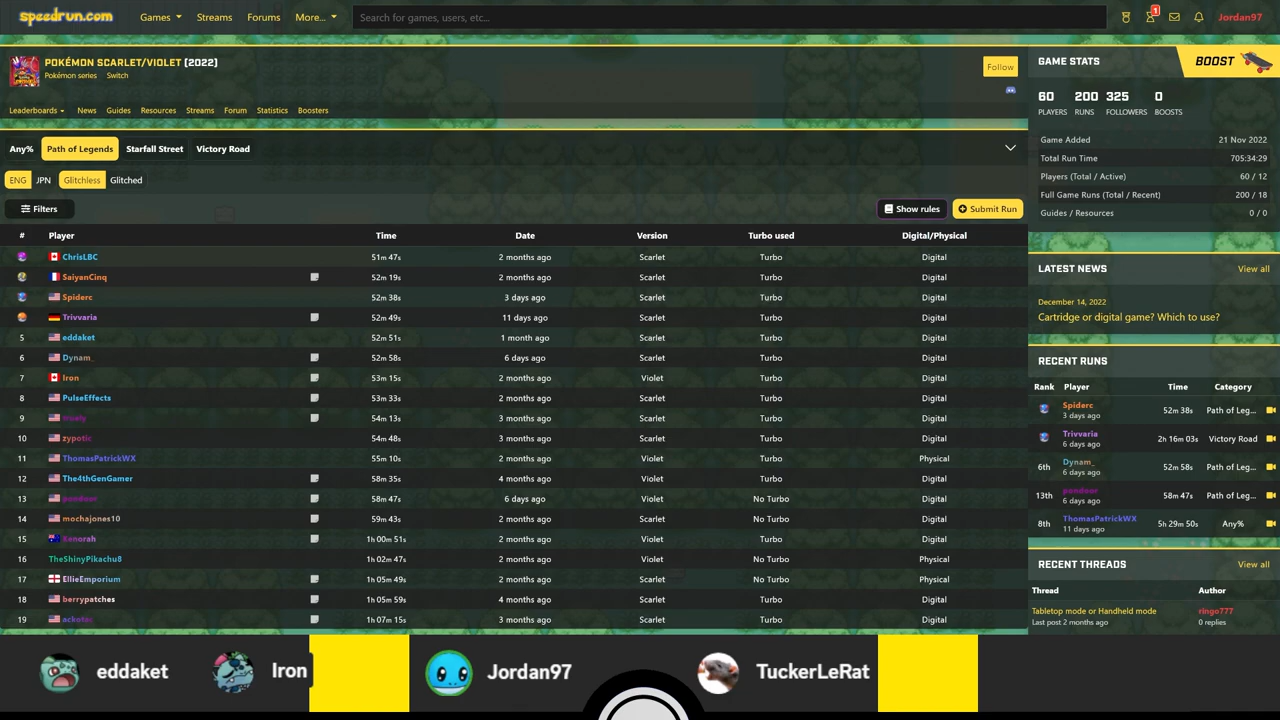 speedrun.com Games Streams Forums More... Search for games, users, etc... 1 Jordan97
POKÉMON SCARLET/VIOLET (2022)
Pokémon series Switch
Follow
Leaderboards News Guides Resources Streams Forum Statistics Boosters
Any% Path of Legends Starfall Street Victory Road
ENG JPN Glitchless Glitched
Filters Show rules Submit Run
# Player Time Date Version Turbo used Digital/Physical
ChrisLBC 51m 47s 2 months ago Scarlet Turbo Digital
SaiyanCinq 52m 19s 2 months ago Scarlet Turbo Digital
Spiderc 52m 38s 3 days ago Scarlet Turbo Digital
Trivvaria 52m 49s 11 days ago Scarlet Turbo Digital
5 eddaket 52m 51s 1 month ago Scarlet Turbo Digital
6 Dynam_ 52m 58s 6 days ago Scarlet Turbo Digital
7 Iron 53m 15s 2 months ago Violet Turbo Digital
8 PulseEffects 53m 33s 2 months ago Scarlet Turbo Digital
9 54m 13s 3 months ago Scarlet Turbo Digital
10 zypotic 54m 48s 3 months ago Scarlet Turbo Digital
11 ThomasPatrickWX 55m 10s 2 months ago Violet Turbo Physical
12 The4thGenGamer 58m 35s 4 months ago Violet Turbo Digital
13 58m 47s 6 days ago Violet No Turbo Digital
14 mochajones10 59m 43s 2 months ago Scarlet No Turbo Digital
15 1h 00m 51s 2 months ago Violet Turbo Digital
16 TheShinyPikachu8 1h 02m 47s 2 months ago Violet No Turbo Physical
17 EllieEmporium 1h 05m 49s 2 months ago Scarlet No Turbo Physical
18 berrypatches 1h 05m 59s 4 months ago Scarlet Turbo Digital
19 1h 07m 15s 3 months ago Scarlet Turbo Digital
GAME STATS BOOST
60 200 325 0
PLAYERS RUNS FOLLOWERS BOOSTS
Game Added 21 Nov 2022
Total Run Time 705:34:29
Players (Total / Active) 60 / 12
Full Game Runs (Total / Recent) 200 / 18
Guides / Resources 0 / 0
LATEST NEWS View all
December 14, 2022
Cartridge or digital game? Which to use?
RECENT RUNS
Rank Player Time Category
Spiderc 52m 38s Path of Leg...
3 days ago
Trivvaria 2h 16m 03s Victory Road
6 days ago
6th Dynam_ 52m 58s Path of Leg...
6 days ago
13th 58m 47s Path of Leg...
6 days ago
8th ThomasPatrickWX 5h 29m 50s Any%
11 days ago
RECENT THREADS View all
Thread Author
Tabletop mode or Handheld mode ringo777
Last post 2 months ago 0 replies
eddaket Iron Jordan97 TuckerLeRat